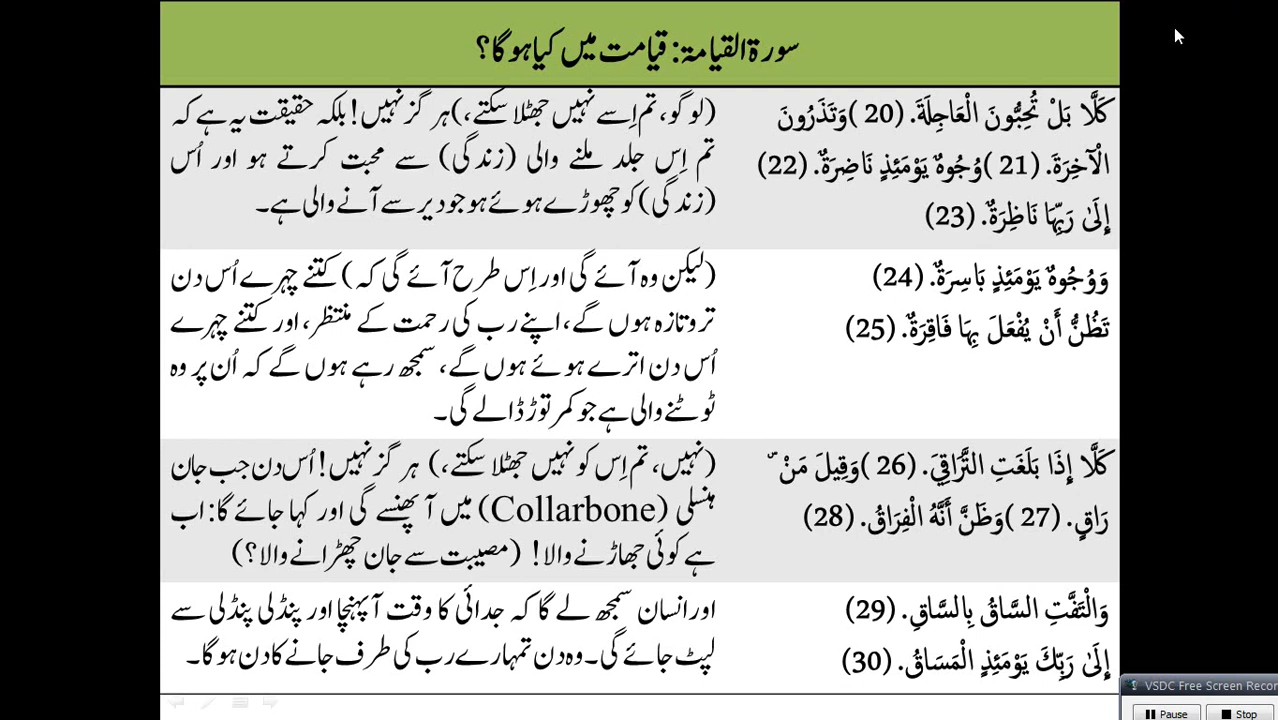 سورۃ القیامۃ: قیامت میں کیا ہو گا؟
كَلَّا بَلْ تُحِبُّونَ الْعَاجِلَةَ. (20) وَتَذَرُونَ
الْآخِرَةَ. (21) وُجُوهٌ يَوْمَئِذٍ نَاضِرَةٌ. (22)
إِلَىٰ رَبِّهَا نَاظِرَةٌ. (23)
(لوگو، تم اِسے نہیں جھٹلا سکتے،) ہر گز نہیں! بلکہ حقیقت یہ ہے کہ
تم اِس جلد ملنے والی (زندگی) سے محبت کرتے ہو اور اُس
(زندگی) کو چھوڑے ہوئے ہو جو دیر سے آنے والی ہے۔
وَوُجُوهٌ يَوْمَئِذٍ بَاسِرَةٌ. (24)
تَظُنُّ أَنْ يُفْعَلَ بِهَا فَاقِرَةٌ. (25)
(لیکن وہ آئے گی اور اِس طرح آئے گی کہ) کتنے چہرے اُس دن
تر و تازہ ہوں گے، اپنے رب کی رحمت کے منتظر، اور کتنے چہرے
اُس دن اترے ہوئے ہوں گے، سمجھ رہے ہوں گے کہ اُن پر وہ
ٹوٹنے والی ہے جو کمر توڑ ڈالے گی۔
كَلَّا إِذَا بَلَغَتِ التَّرَاقِيَ. (26) وَقِيلَ مَنْ ۜ
رَاقٍ. (27) وَظَنَّ أَنَّهُ الْفِرَاقُ. (28)
(نہیں، تم اِس کو نہیں جھٹلا سکتے،) ہر گز نہیں! اُس دن جب جان
ہنسلی (Collarbone) میں آ پھنسے گی اور کہا جائے گا: اب
ہے کوئی جھاڑنے والا! (مصیبت سے جان چھڑانے والا؟)
وَالْتَفَّتِ السَّاقُ بِالسَّاقِ. (29)
إِلَىٰ رَبِّكَ يَوْمَئِذٍ الْمَسَاقُ. (30)
اور انسان سمجھ لے گا کہ جدائی کا وقت آ پہنچا اور پنڈلی پنڈلی سے
لپٹ جائے گی۔ وہ دن تمہارے رب کی طرف جانے کا دن ہو گا۔
VSDC Free Screen Recor
Pause Stop